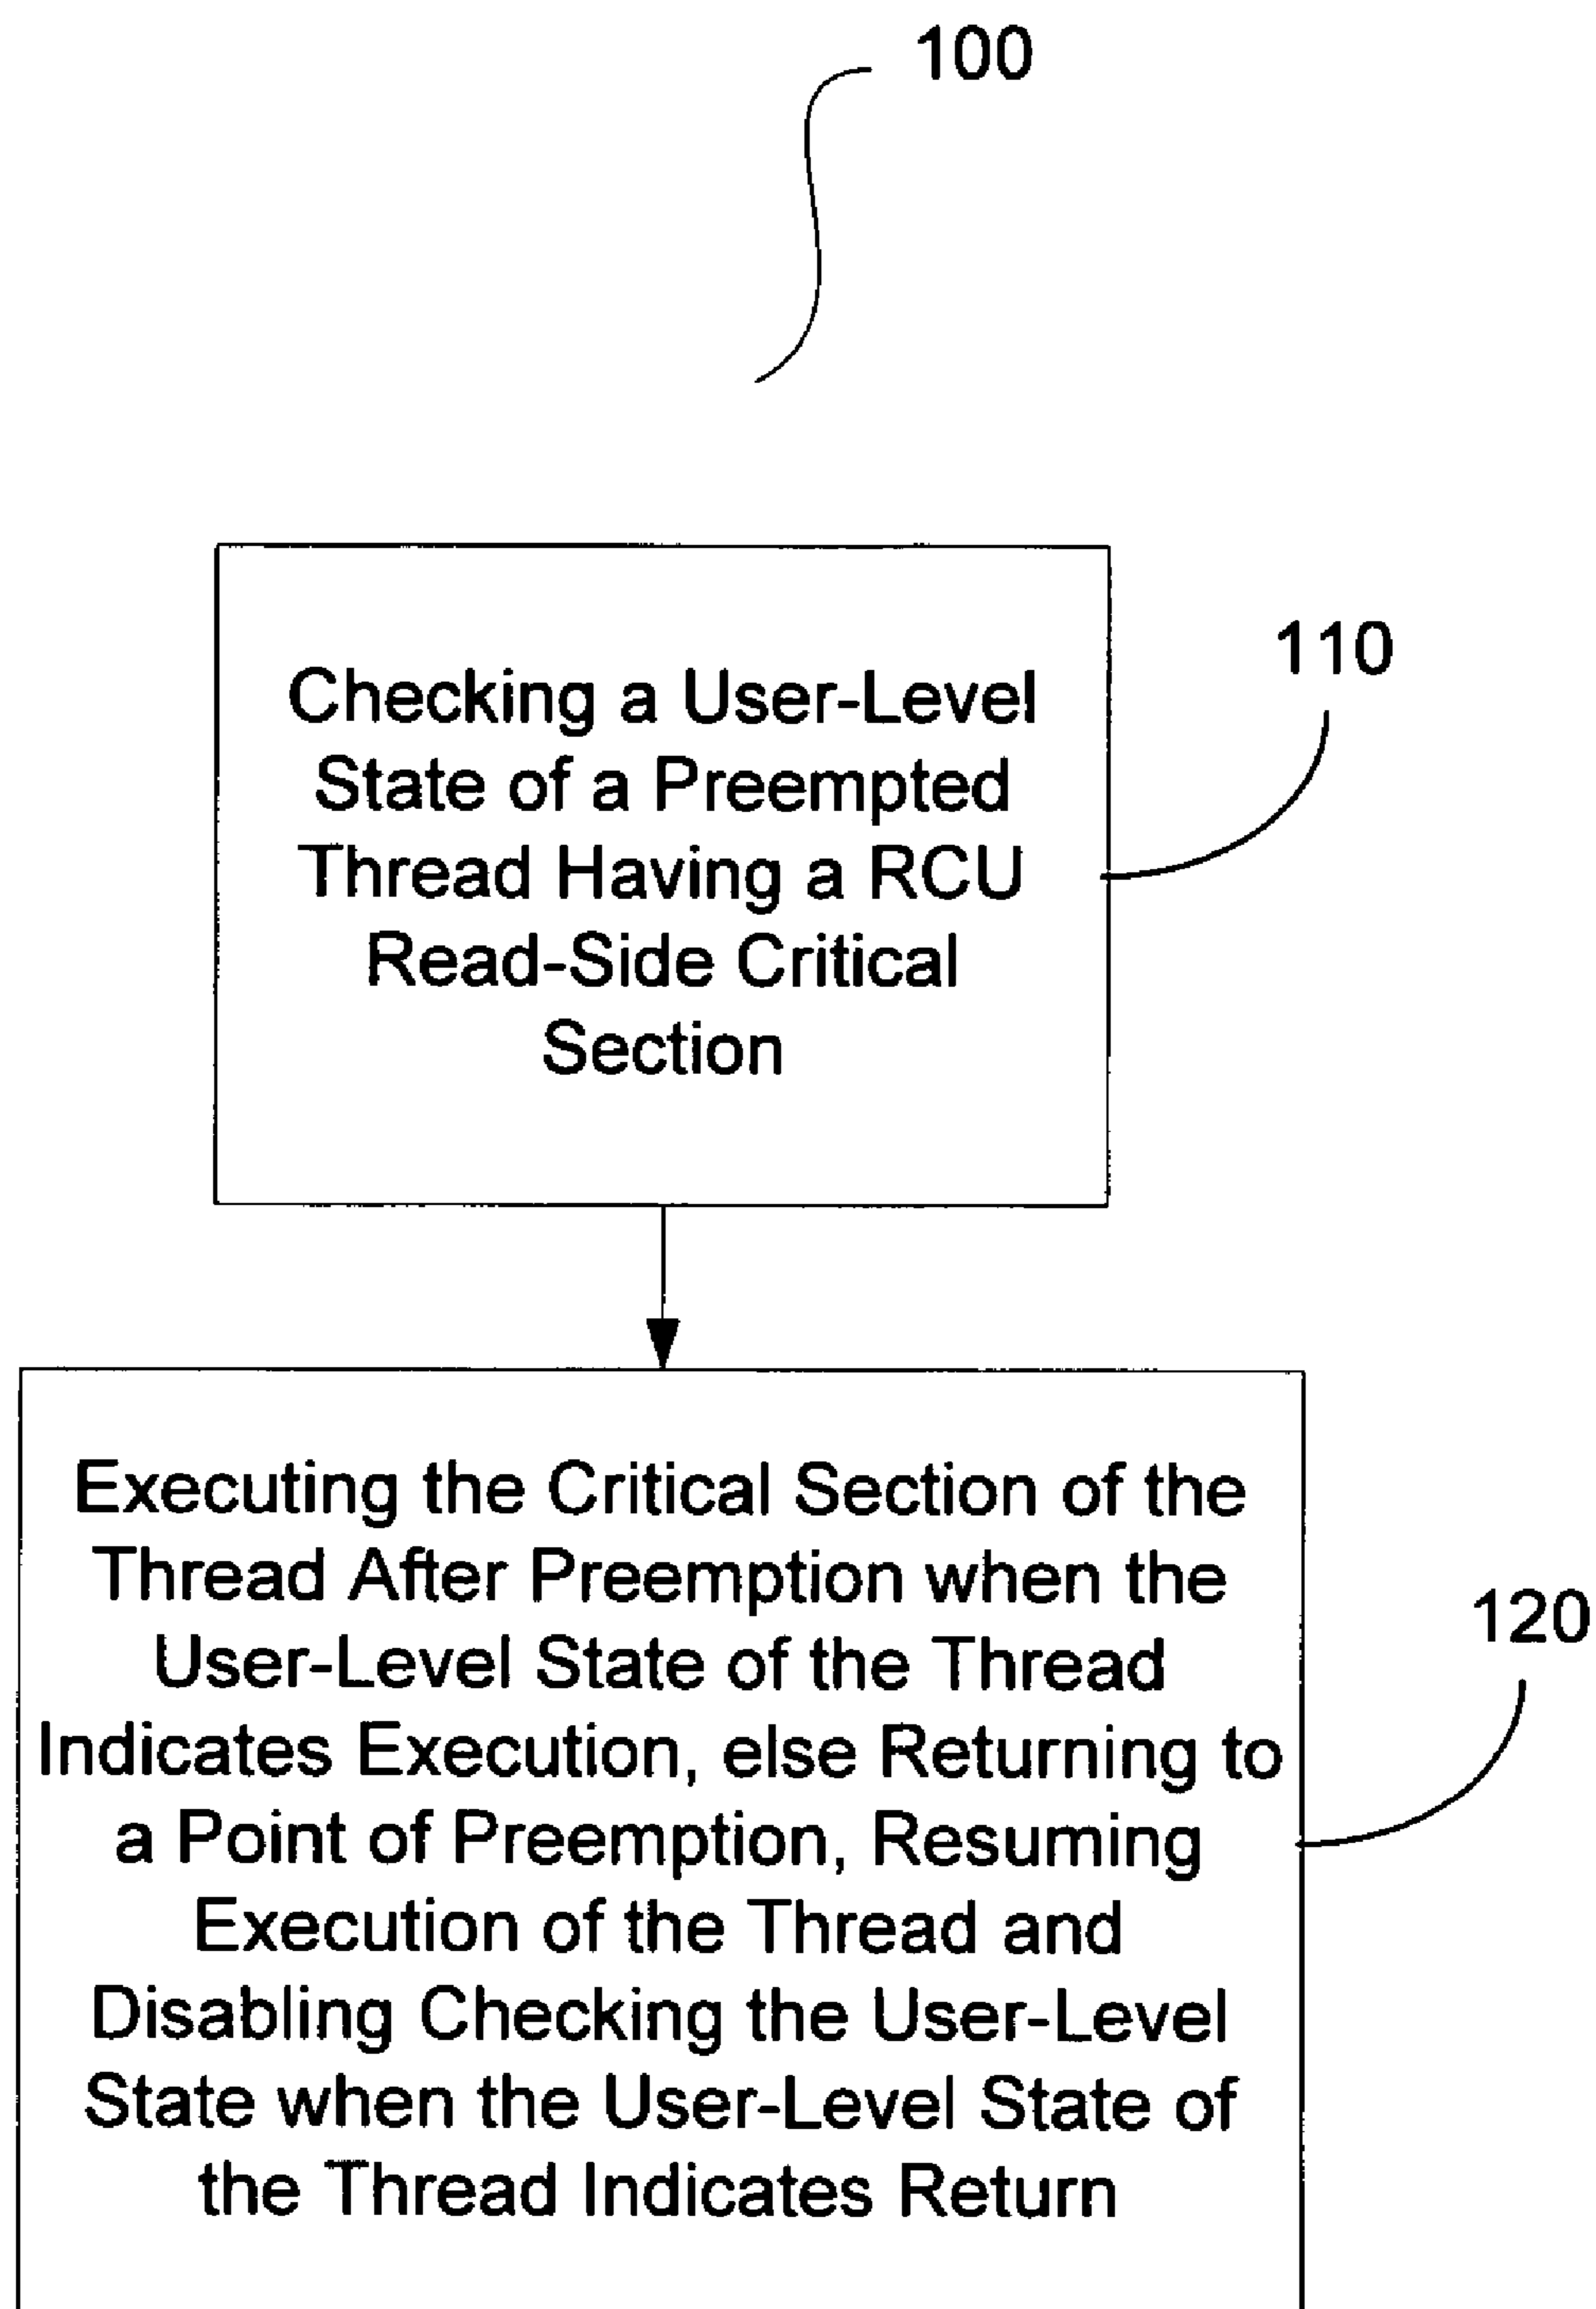 100
Checking a User-Level
State of a Preempted
Thread Having a RCU
Read-Side Critical
Section
110
Executing the Critical Section of the
Thread After Preemption when the
User-Level State of the Thread
Indicates Execution, else Returning to
a Point of Preemption, Resuming
Execution of the Thread and
Disabling Checking the User-Level
State when the User-Level State of
the Thread Indicates Return
120